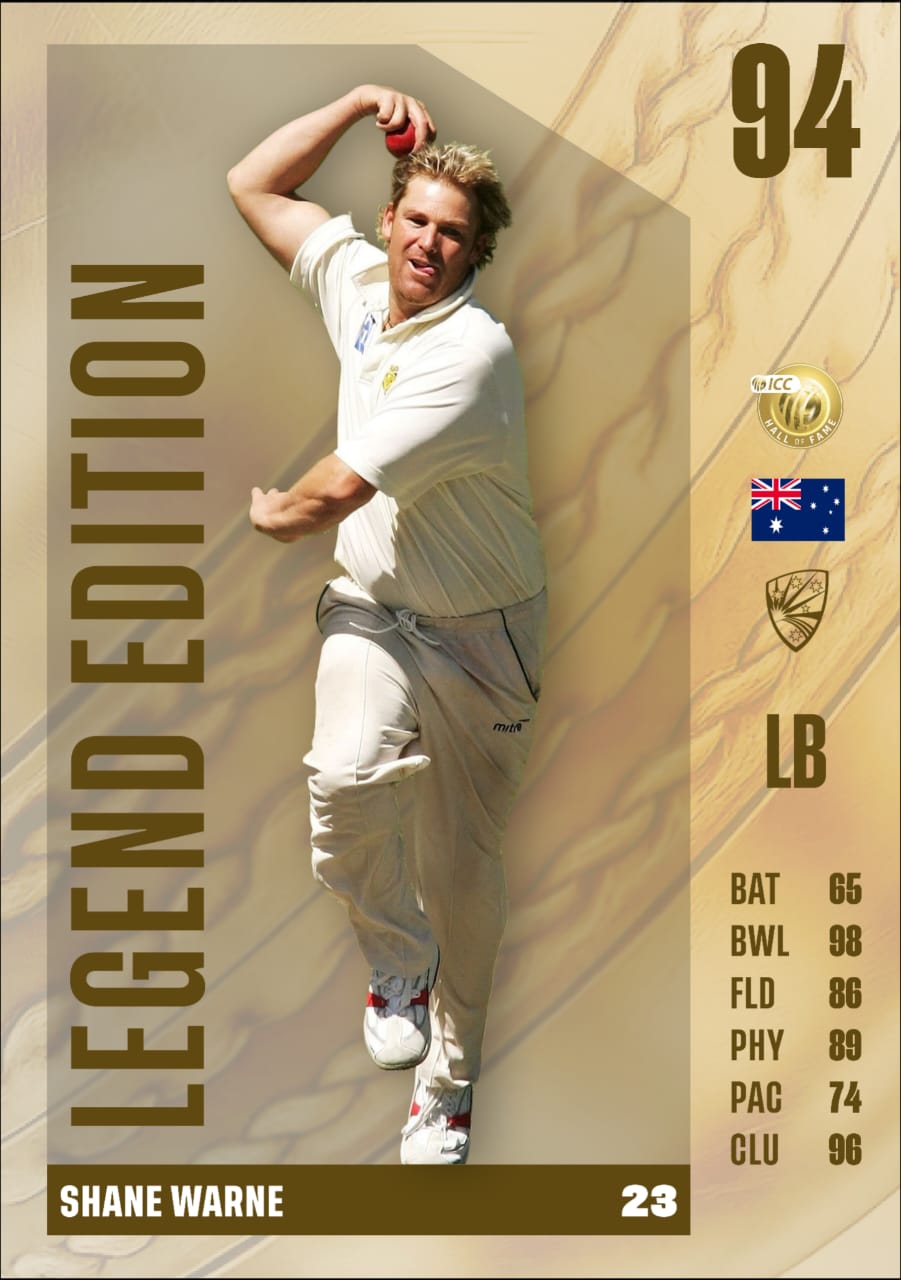 94
LEGEND EDITION
ICC
HALL OF FAME
mitre
LB
BAT 65
BWL 98
FLD 86
PHY 89
PAC 74
CLU 96
SHANE WARNE 23